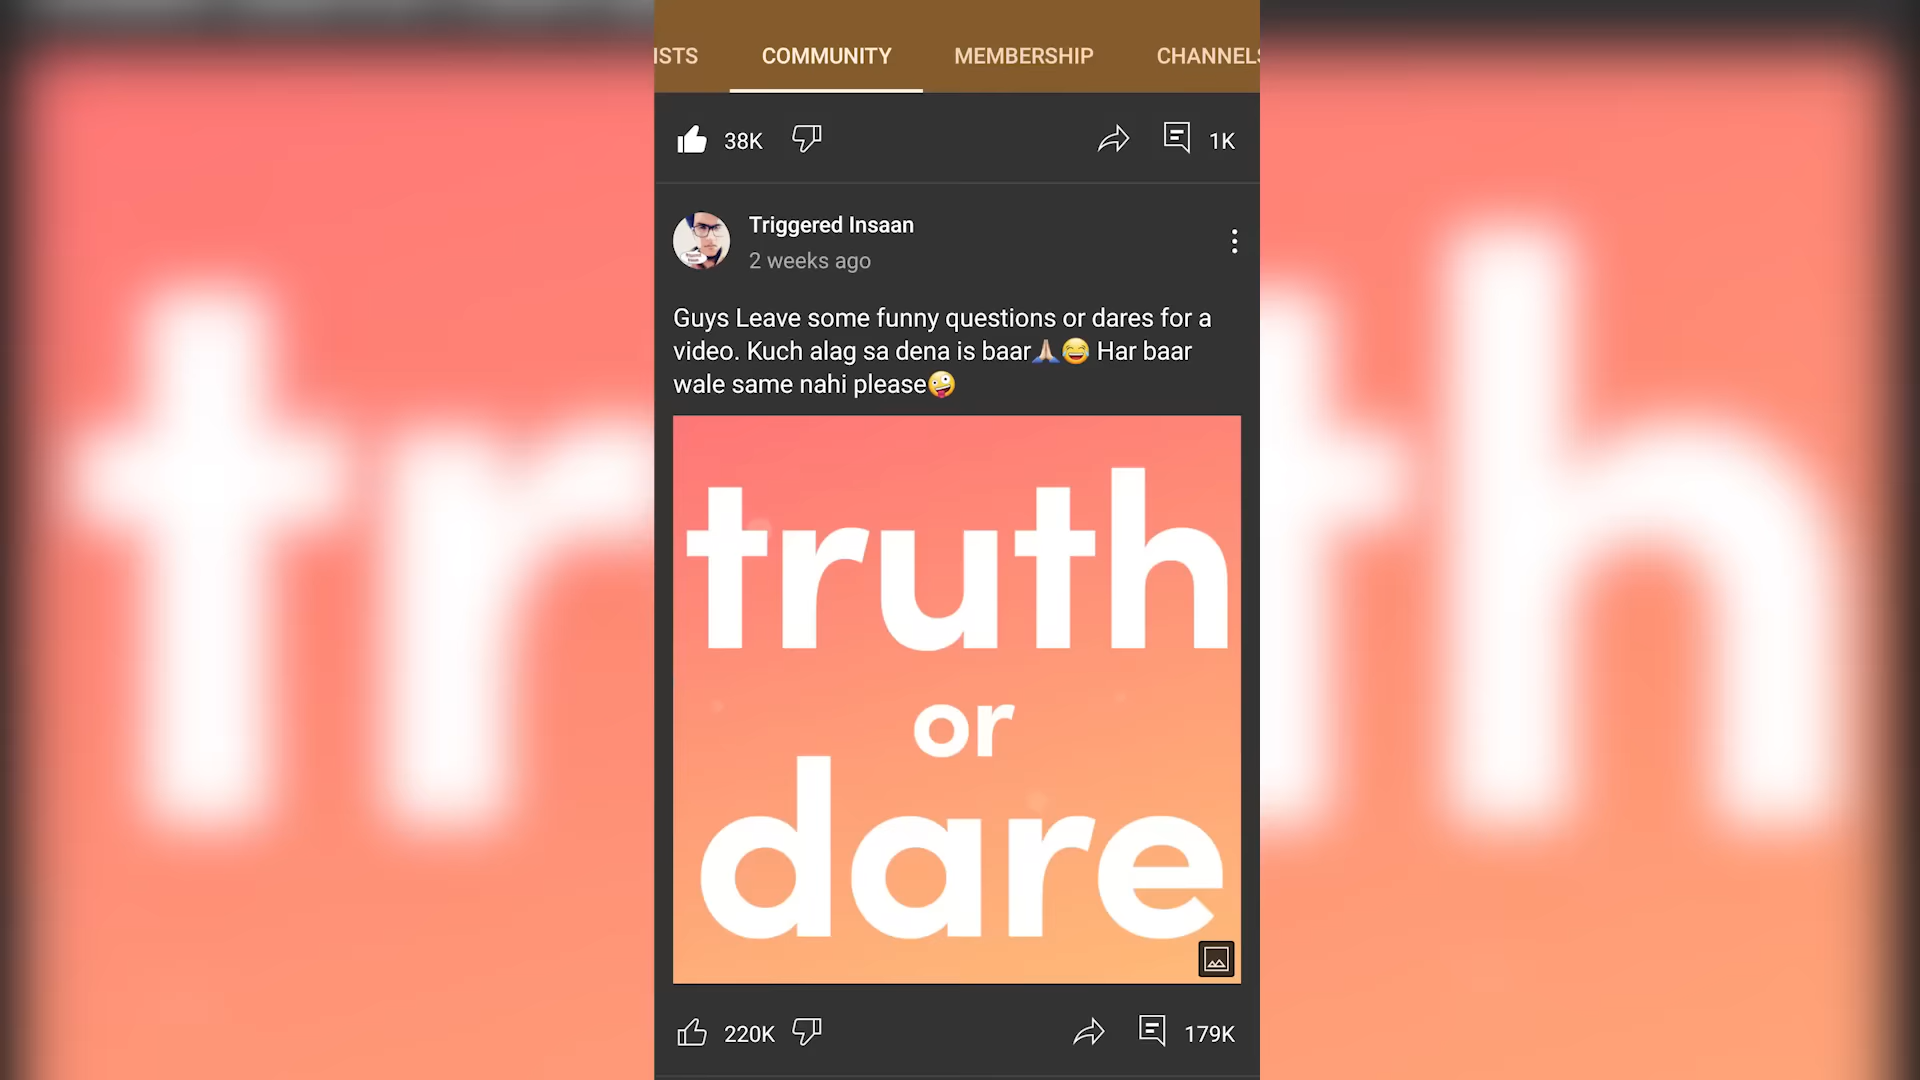 ISTS COMMUNITY MEMBERSHIP CHANNELS
38K 1K
Triggered Insaan
2 weeks ago
Guys Leave some funny questions or dares for a
video. Kuch alag sa dena is baar🙏🏼😂 Har baar
wale same nahi please🤪
truth
or
dare
220K 179K